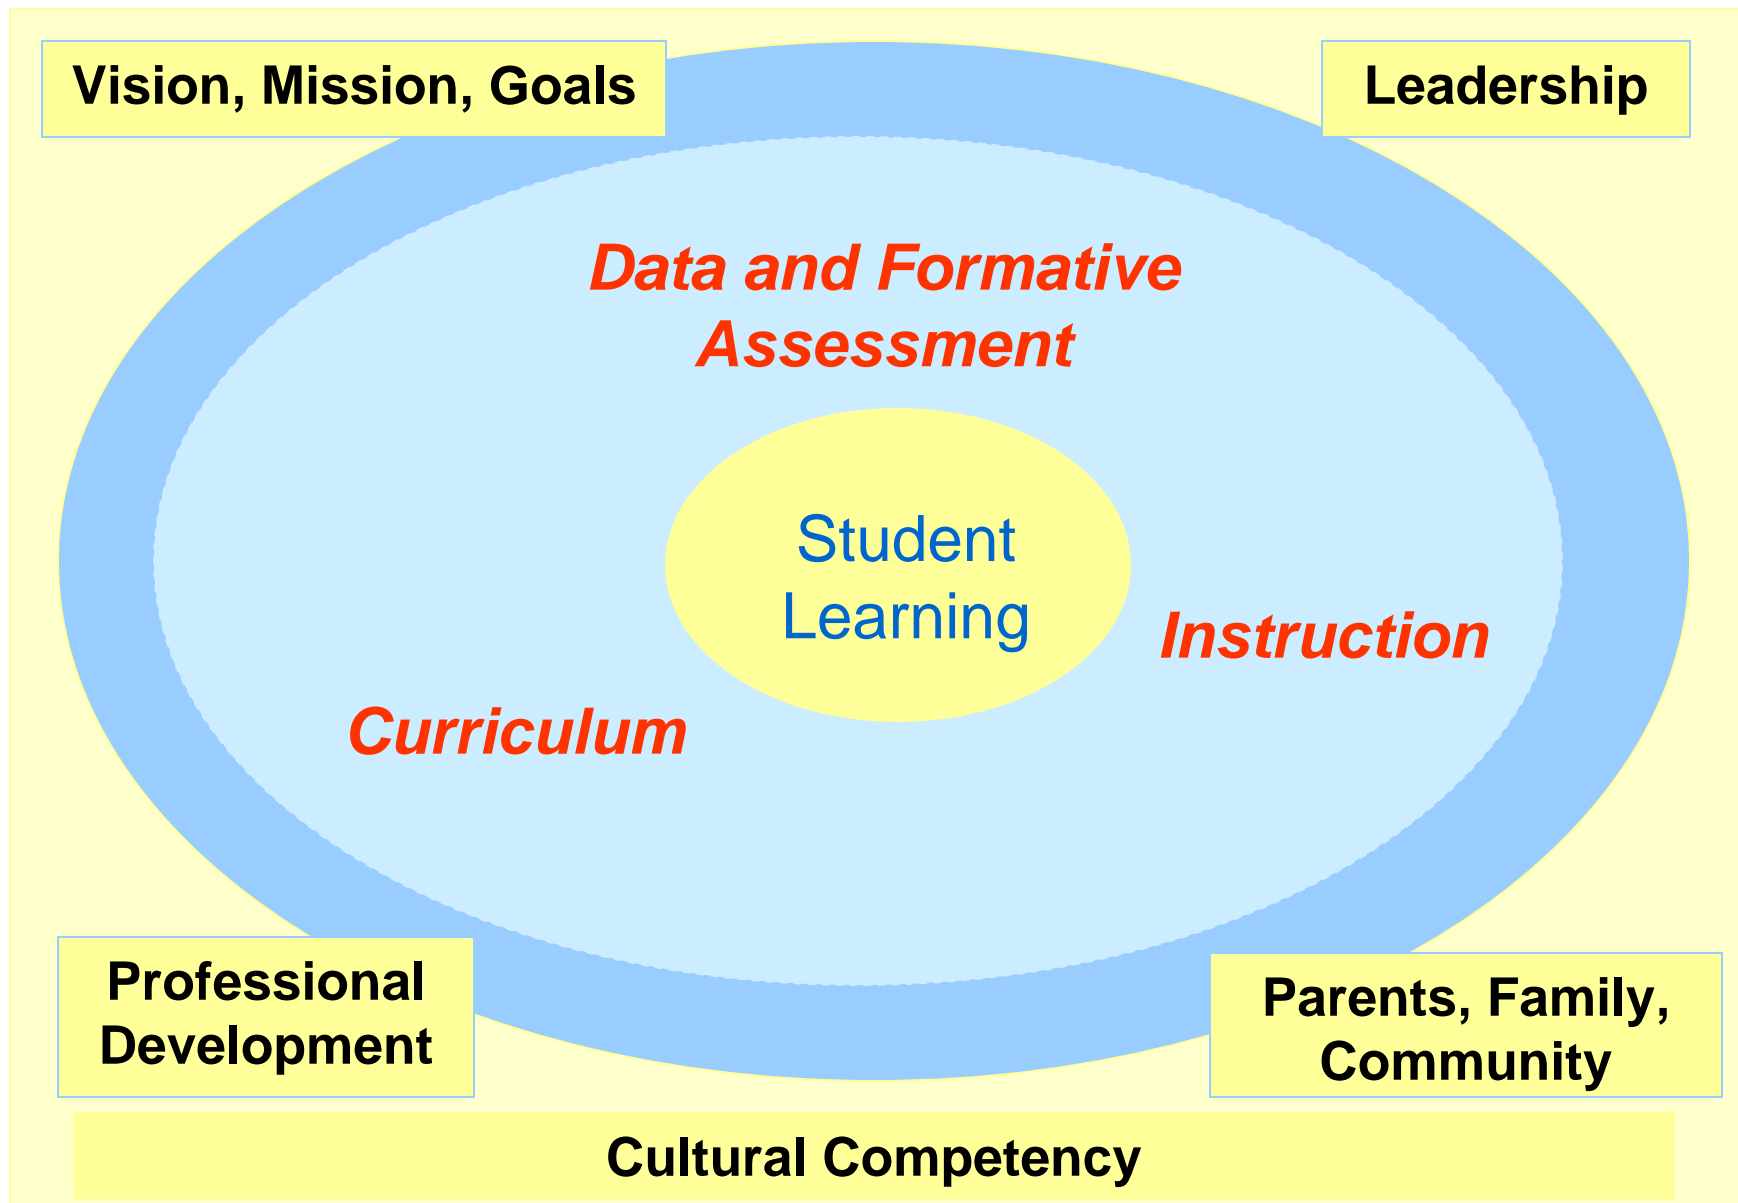 Vision, Mission, Goals
Leadership
Data and Formative
Assessment
Student
Learning
Instruction
Curriculum
Professional
Development
Parents, Family,
Community
Cultural Competency